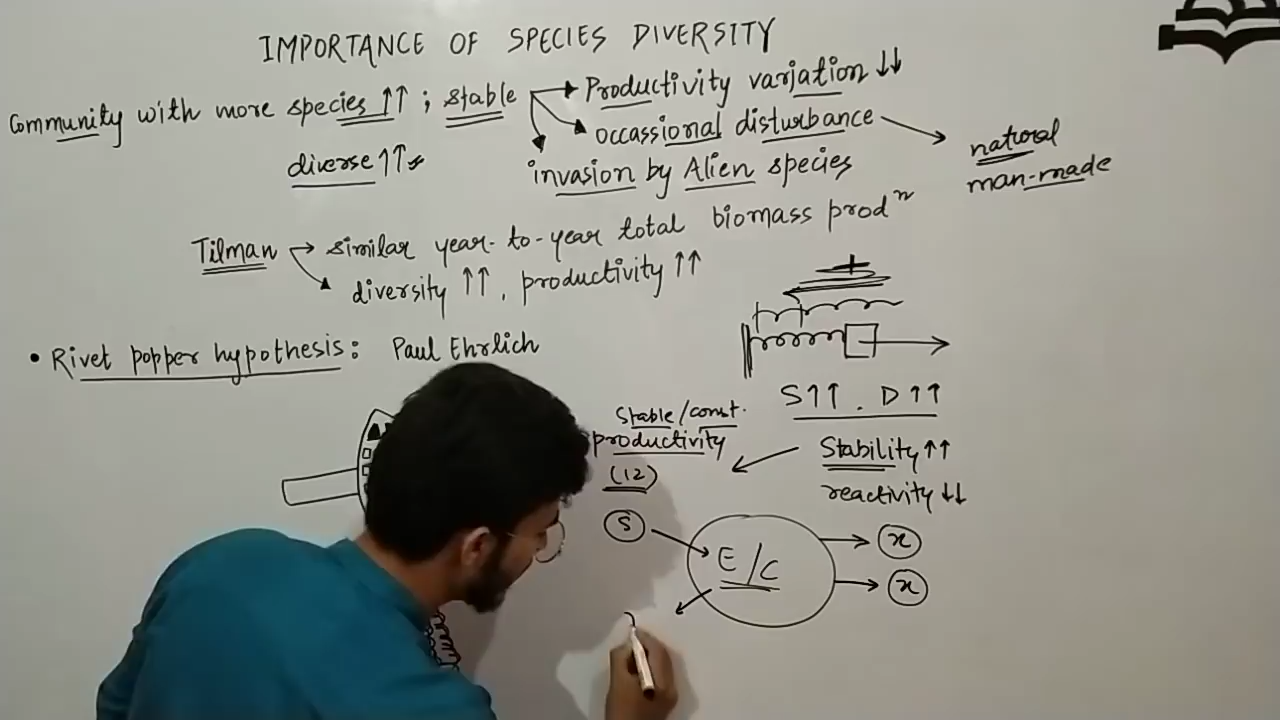 IMPORTANCE OF SPECIES DIVERSITY
Community with more species ↑↑ ; stable → Productivity variation ↓↓
diverse ↑↑
occassional disturbance → natural
man-made
invasion by Alien species
Tilman → similar year-to-year total biomass prodⁿ
diversity ↑↑, productivity ↑↑
• Rivet popper hypothesis: Paul Ehrlich
S↑↑. D↑↑
Stability ↑↑
reactivity ↓↓
Stable/const.
productivity
(12)
S
E/C
x
x